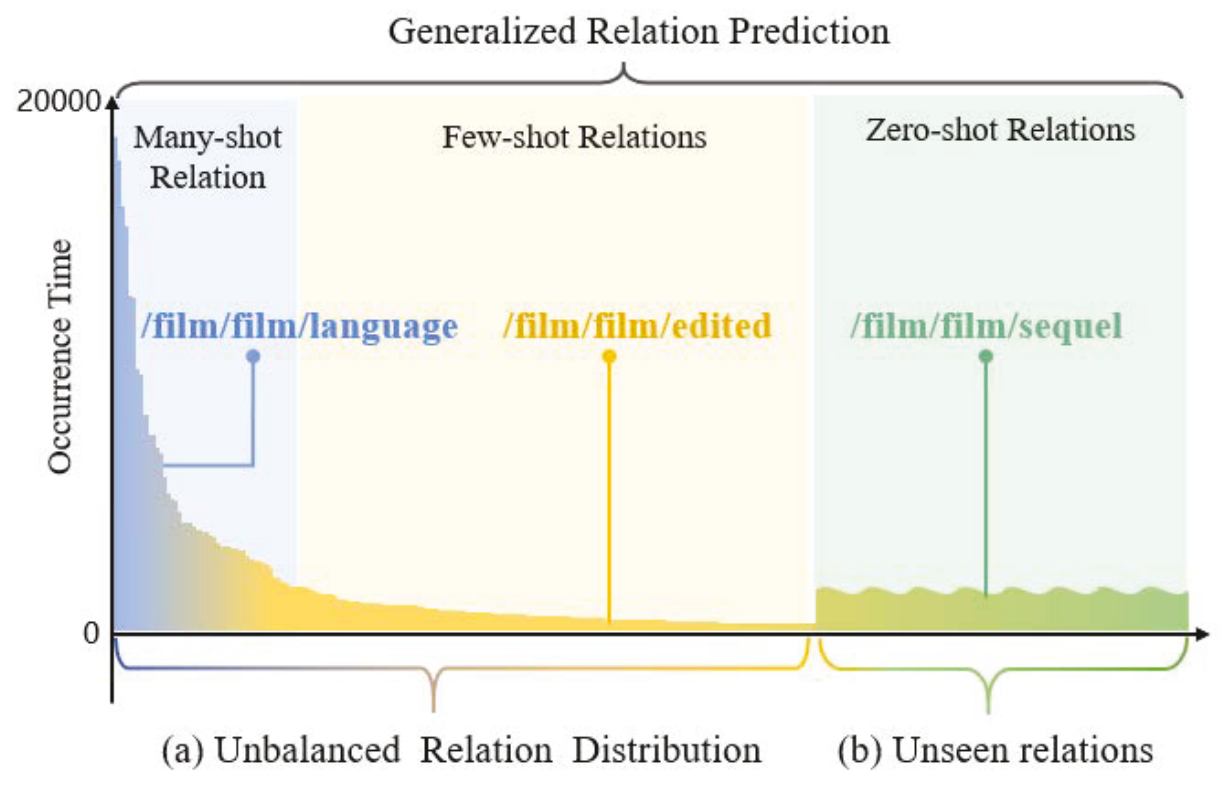 Generalized Relation Prediction
20000
Many-shot
Relation
Few-shot Relations
Zero-shot Relations
Occurrence Time
/film/film/language
/film/film/edited
/film/film/sequel
0
(a) Unbalanced Relation Distribution
(b) Unseen relations